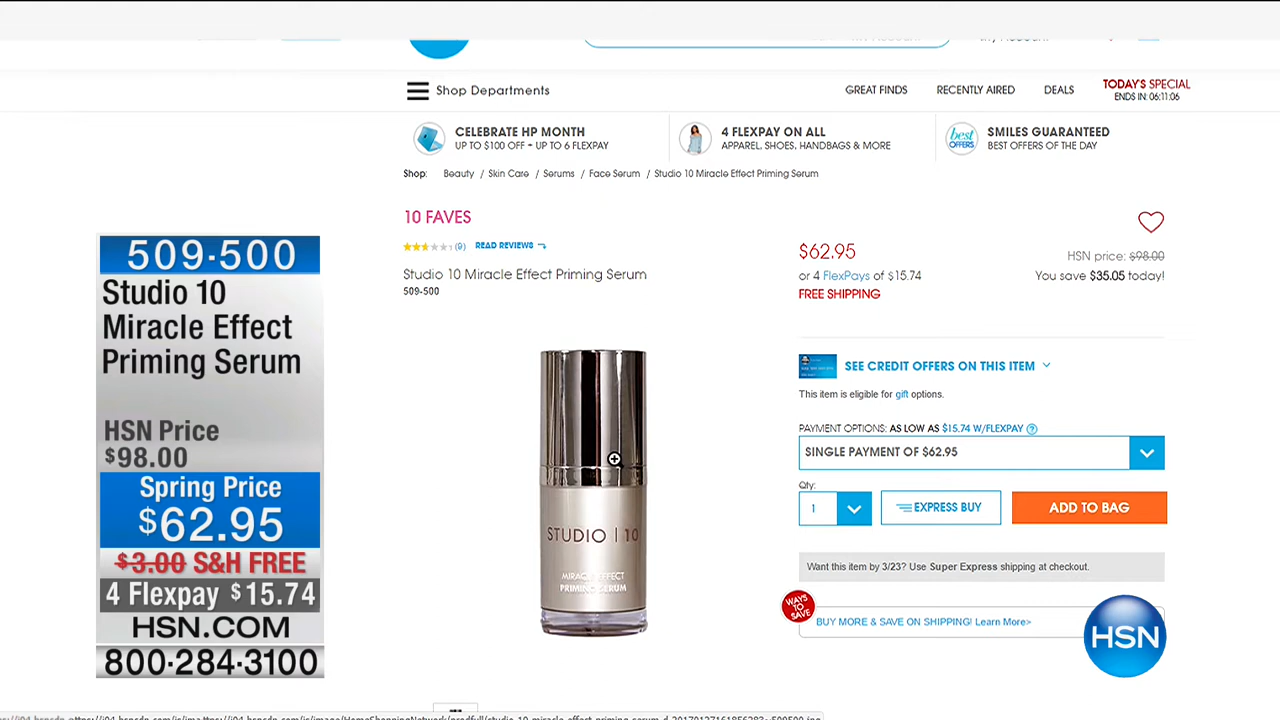 Shop Departments
GREAT FINDS
RECENTLY AIRED
DEALS
TODAY'S SPECIAL
ENDS IN: 06:11:06
CELEBRATE HP MONTH
UP TO $100 OFF + UP TO 6 FLEXPAY
4 FLEXPAY ON ALL
APPAREL, SHOES, HANDBAGS & MORE
best OFFERS
SMILES GUARANTEED
BEST OFFERS OF THE DAY
Shop: Beauty / Skin Care / Serums / Face Serum / Studio 10 Miracle Effect Priming Serum
10 FAVES
(9) READ REVIEWS
Studio 10 Miracle Effect Priming Serum
509-500
$62.95
HSN price: $98.00
or 4 FlexPays of $15.74
You save $35.05 today!
FREE SHIPPING
509-500
Studio 10
Miracle Effect
Priming Serum
HSN Price
$98.00
Spring Price
$62.95
$3.00 S&H FREE
4 Flexpay $15.74
HSN.COM
800-284-3100
STUDIO | 10
MIRACLE EFFECT
PRIMING SERUM
SEE CREDIT OFFERS ON THIS ITEM
This item is eligible for gift options.
PAYMENT OPTIONS: AS LOW AS $15.74 W/FLEXPAY ?
SINGLE PAYMENT OF $62.95
Qty:
1
EXPRESS BUY
ADD TO BAG
Want this item by 3/23? Use Super Express shipping at checkout.
WAYS TO SAVE
BUY MORE & SAVE ON SHIPPING! Learn More>
HSN